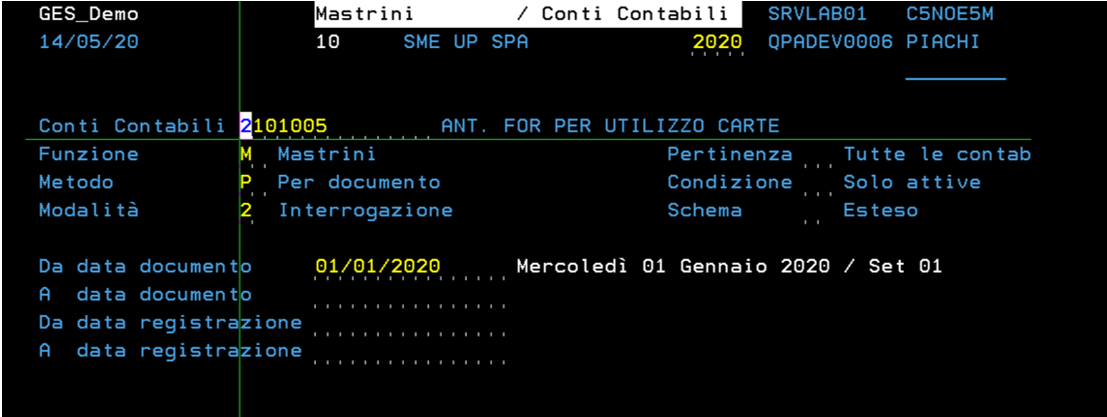 GES_Demo Mastrini / Conti Contabili SRVLAB01 C5NOE5M
14/05/20 10 SME UP SPA 2020 QPADEV0006 PIACHI
Conti Contabili 2101005 ANT. FOR PER UTILIZZO CARTE
Funzione M Mastrini Pertinenza Tutte le contab
Metodo P Per documento Condizione Solo attive
Modalità 2 Interrogazione Schema Esteso
Da data documento 01/01/2020 Mercoledì 01 Gennaio 2020 / Set 01
A data documento
Da data registrazione
A data registrazione